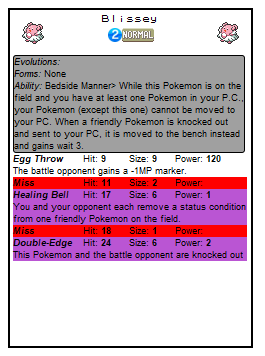 Blissey
2 NORMAL
Evolutions:
Forms: None
Ability: Bedside Manner> While this Pokemon is on the
field and you have at least one Pokemon in your P.C.,
your Pokemon (except this one) cannot be moved to
your PC. When a friendly Pokemon is knocked out
and sent to your PC, it is moved to the bench instead
and gains wait 3.
Egg Throw Hit: 9 Size: 9 Power: 120
The battle opponent gains a -1MP marker.
Miss Hit: 11 Size: 2 Power:
Healing Bell Hit: 17 Size: 6 Power: 1
You and your opponent each remove a status condition
from one friendly Pokemon on the field.
Miss Hit: 18 Size: 1 Power:
Double-Edge Hit: 24 Size: 6 Power: 2
This Pokemon and the battle opponent are knocked out